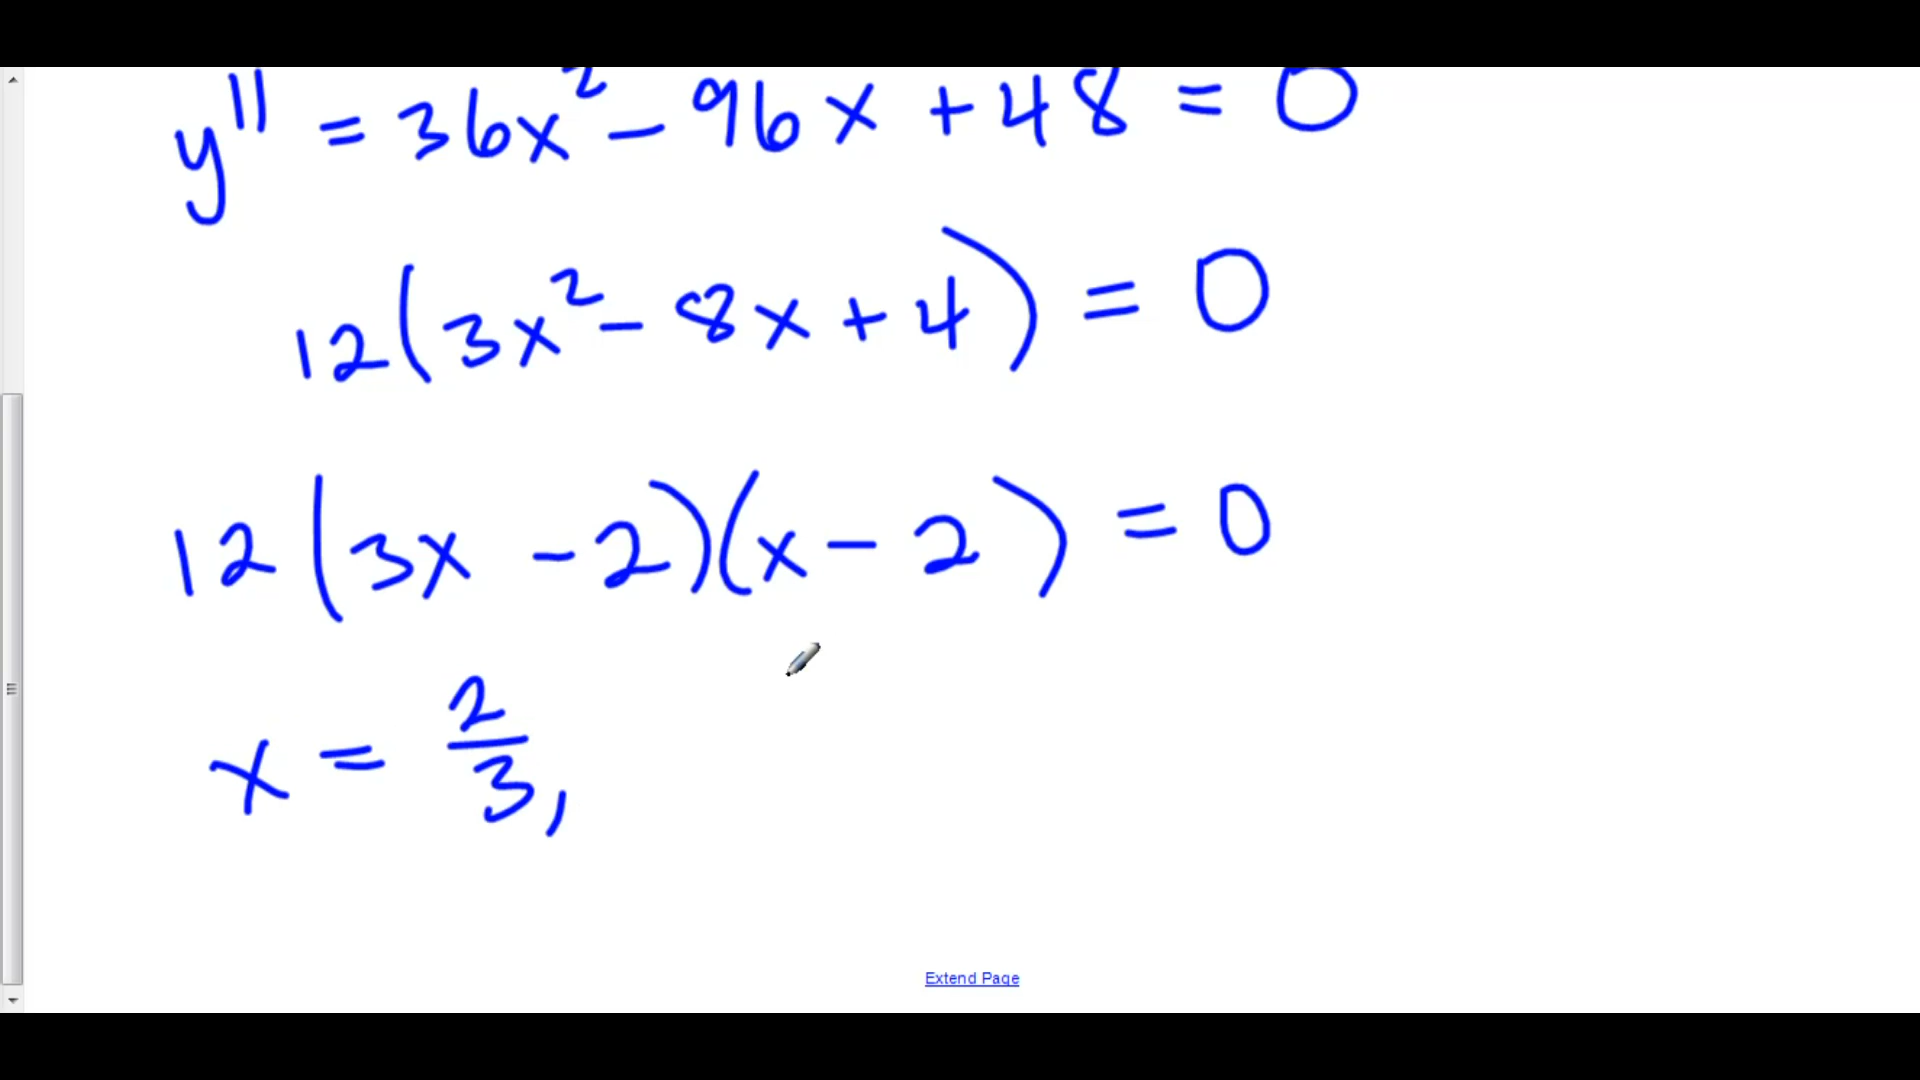 y'' = 36x² - 96x + 48 = 0
12(3x² - 8x + 4) = 0
12(3x - 2)(x - 2) = 0
x = 2/3,
Extend Page